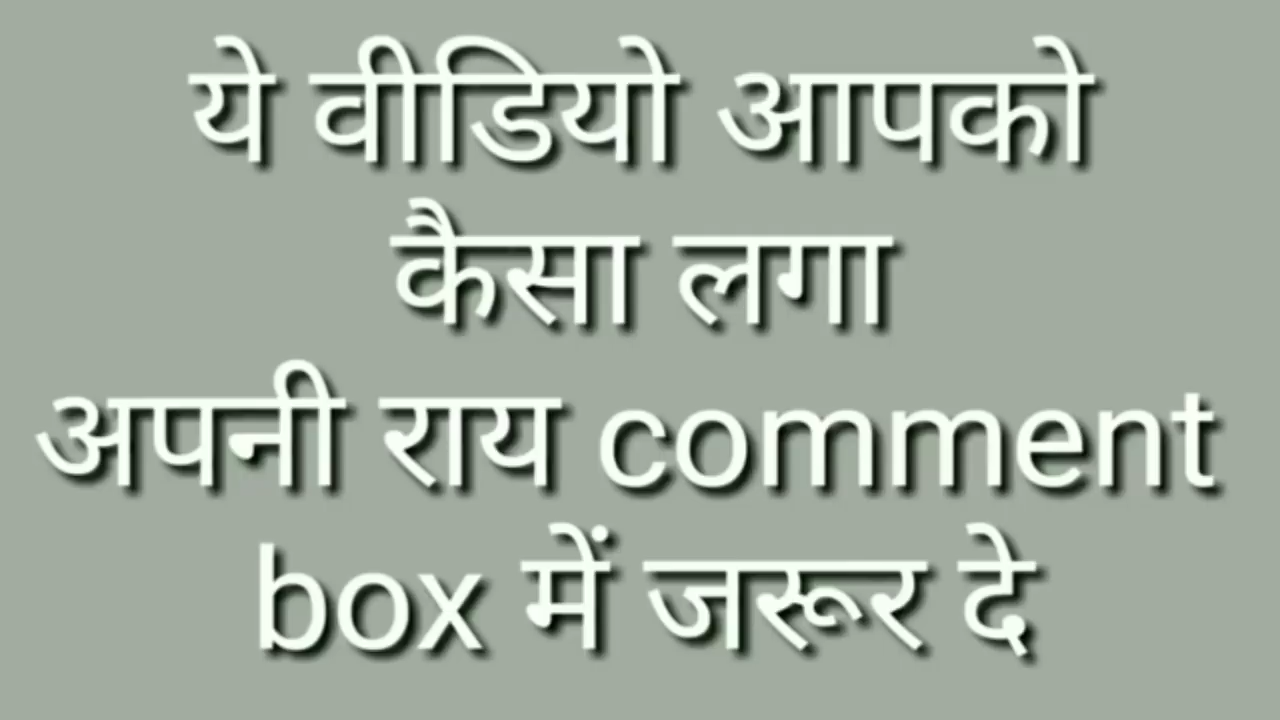 ये वीडियो आपको
कैसा लगा
अपनी राय comment
box में जरूर दे